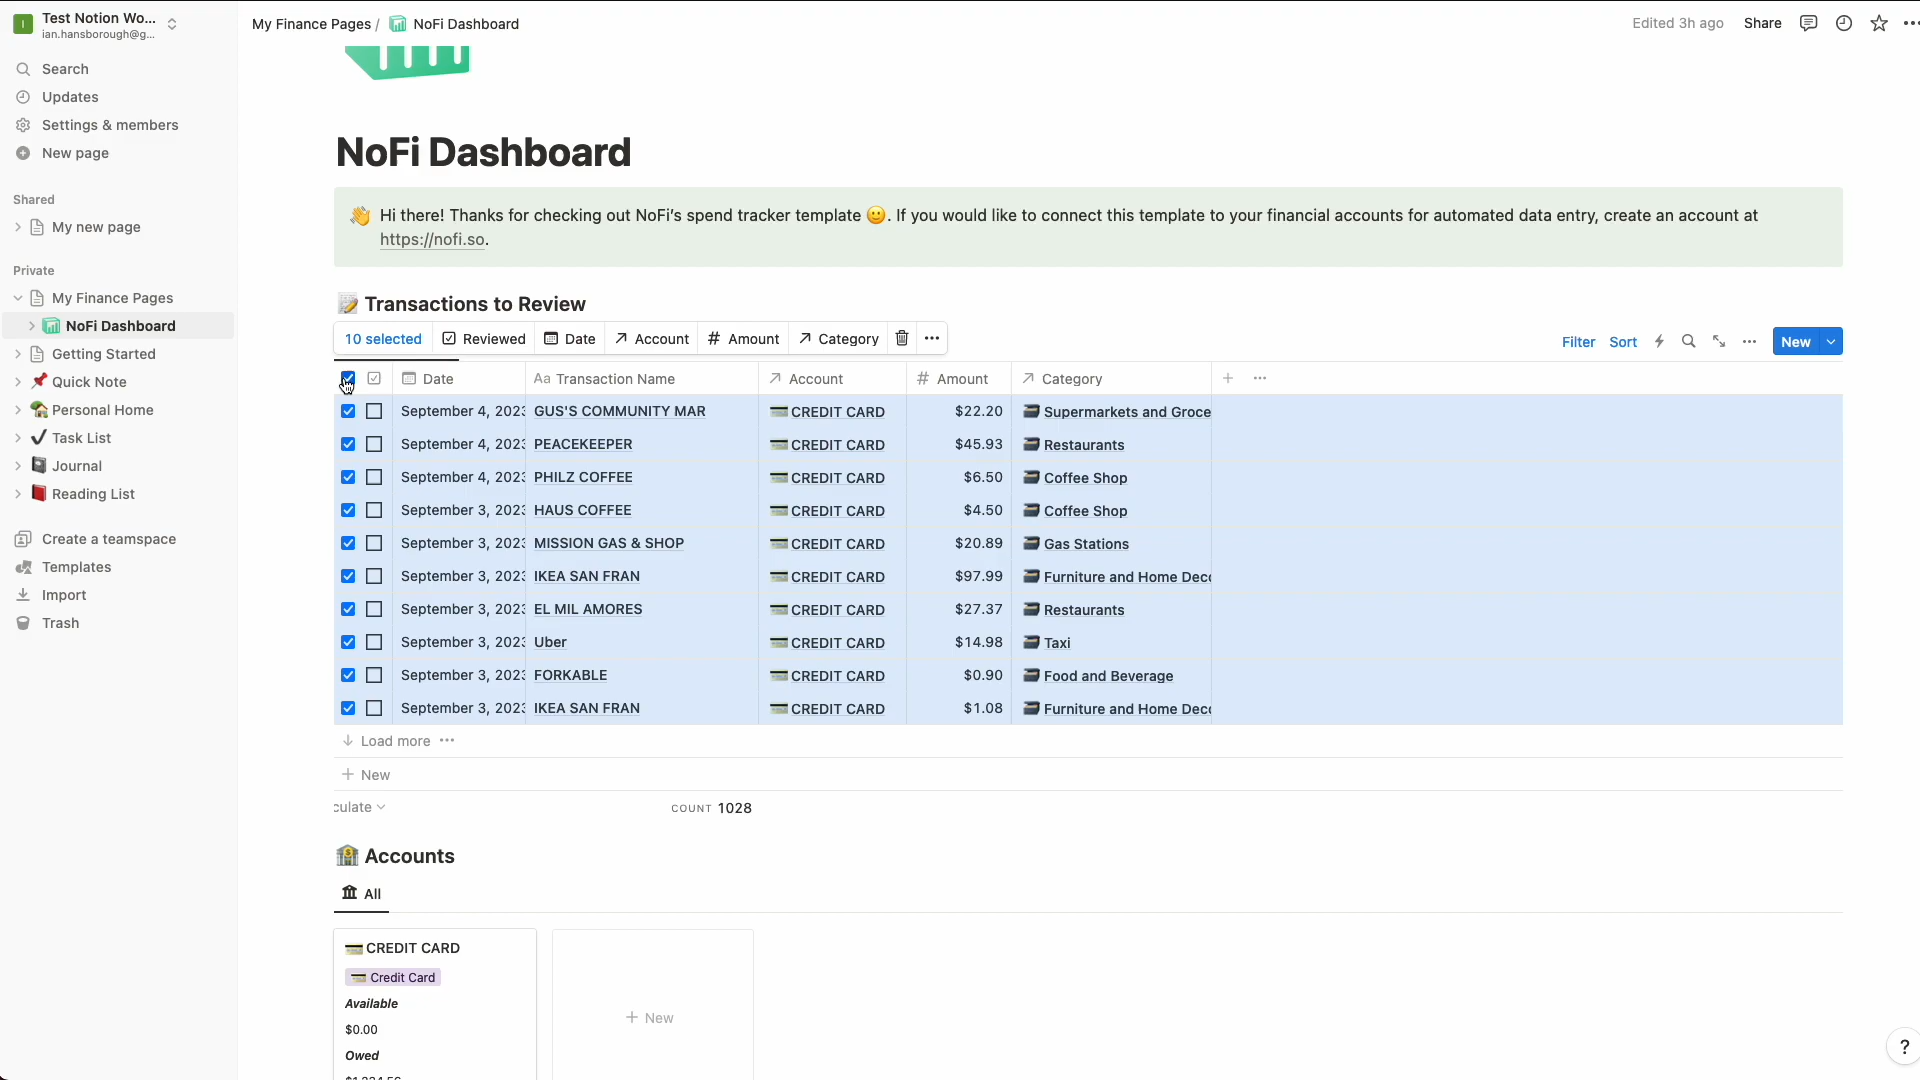 I
Test Notion Wo...
ian.hansborough@g...
Search
Updates
Settings & members
New page
Shared
My new page
Private
My Finance Pages
NoFi Dashboard
Getting Started
Quick Note
Personal Home
Task List
Journal
Reading List
Create a teamspace
Templates
Import
Trash
My Finance Pages / NoFi Dashboard
Edited 3h ago Share
NoFi Dashboard
Hi there! Thanks for checking out NoFi's spend tracker template 🙂. If you would like to connect this template to your financial accounts for automated data entry, create an account at
https://nofi.so.
Transactions to Review
10 selected Reviewed Date Account # Amount Category
Filter Sort New
Date Aa Transaction Name Account # Amount Category
September 4, 2023 GUS'S COMMUNITY MAR CREDIT CARD $22.20 Supermarkets and Groce
September 4, 2023 PEACEKEEPER CREDIT CARD $45.93 Restaurants
September 4, 2023 PHILZ COFFEE CREDIT CARD $6.50 Coffee Shop
September 3, 2023 HAUS COFFEE CREDIT CARD $4.50 Coffee Shop
September 3, 2023 MISSION GAS & SHOP CREDIT CARD $20.89 Gas Stations
September 3, 2023 IKEA SAN FRAN CREDIT CARD $97.99 Furniture and Home Deco
September 3, 2023 EL MIL AMORES CREDIT CARD $27.37 Restaurants
September 3, 2023 Uber CREDIT CARD $14.98 Taxi
September 3, 2023 FORKABLE CREDIT CARD $0.90 Food and Beverage
September 3, 2023 IKEA SAN FRAN CREDIT CARD $1.08 Furniture and Home Deco
Load more
+ New
culate COUNT 1028
Accounts
All
CREDIT CARD
Credit Card
Available
$0.00
Owed
+ New
?